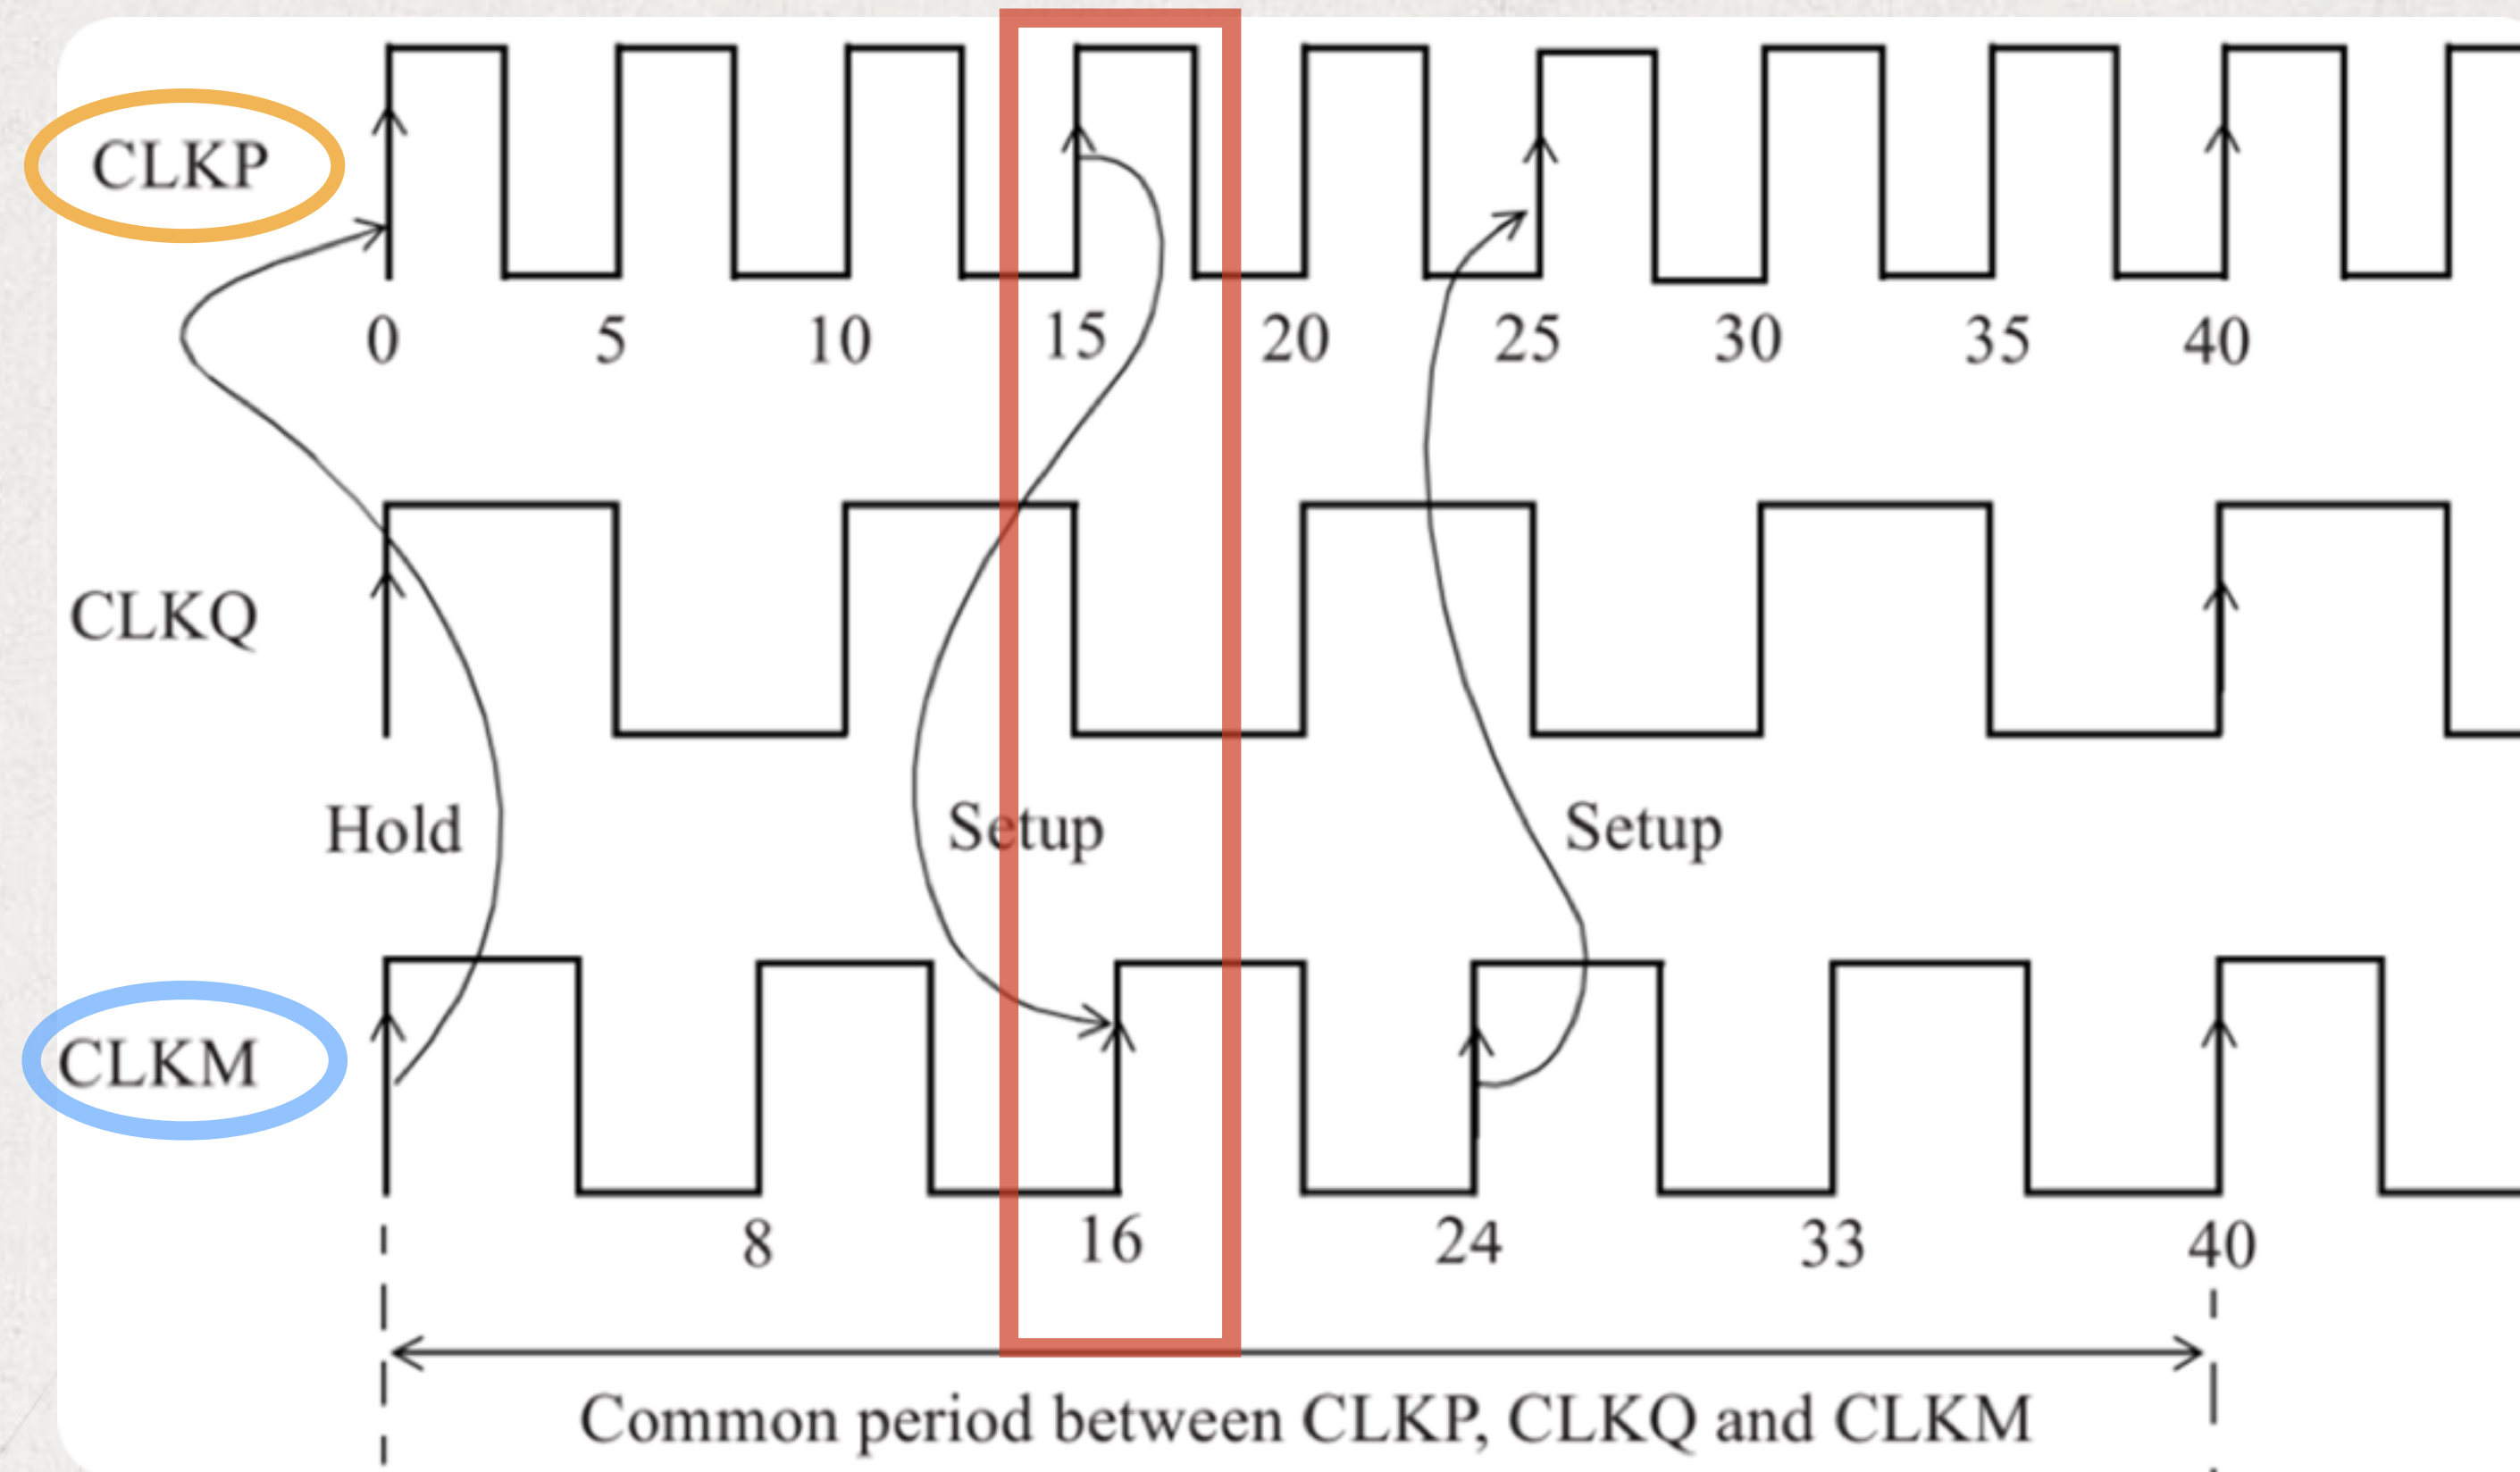 CLKP
0 5 10 15 20 25 30 35 40
CLKQ
Hold Setup Setup
CLKM
8 16 24 33 40
Common period between CLKP, CLKQ and CLKM